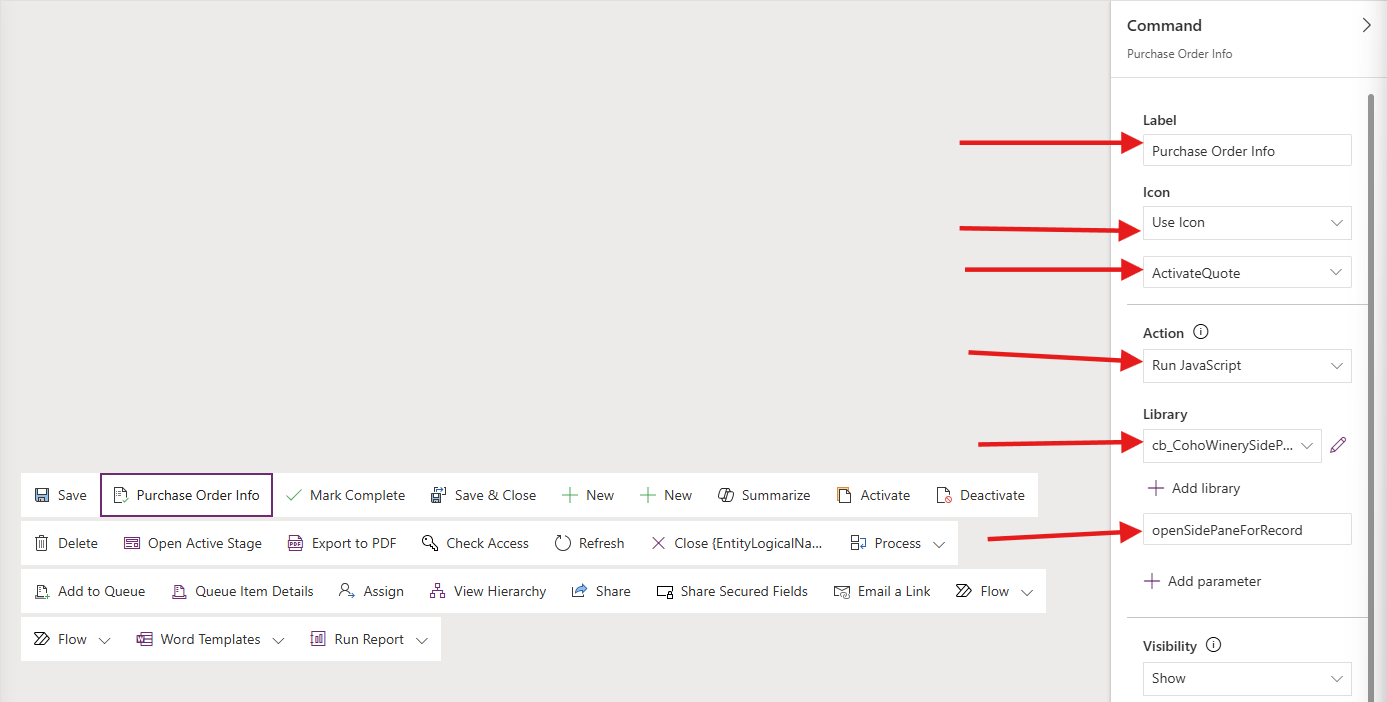 Command
Purchase Order Info
Label
Purchase Order Info
Icon
Use Icon
ActivateQuote
Action
Run JavaScript
Library
cb_CohoWinerySideP...
Add library
openSidePaneForRecord
Add parameter
Visibility
Show
Save Purchase Order Info Mark Complete Save & Close New New Summarize Activate Deactivate
Delete Open Active Stage Export to PDF Check Access Refresh Close {EntityLogicalNa... Process
Add to Queue Queue Item Details Assign View Hierarchy Share Share Secured Fields Email a Link Flow
Flow Word Templates Run Report